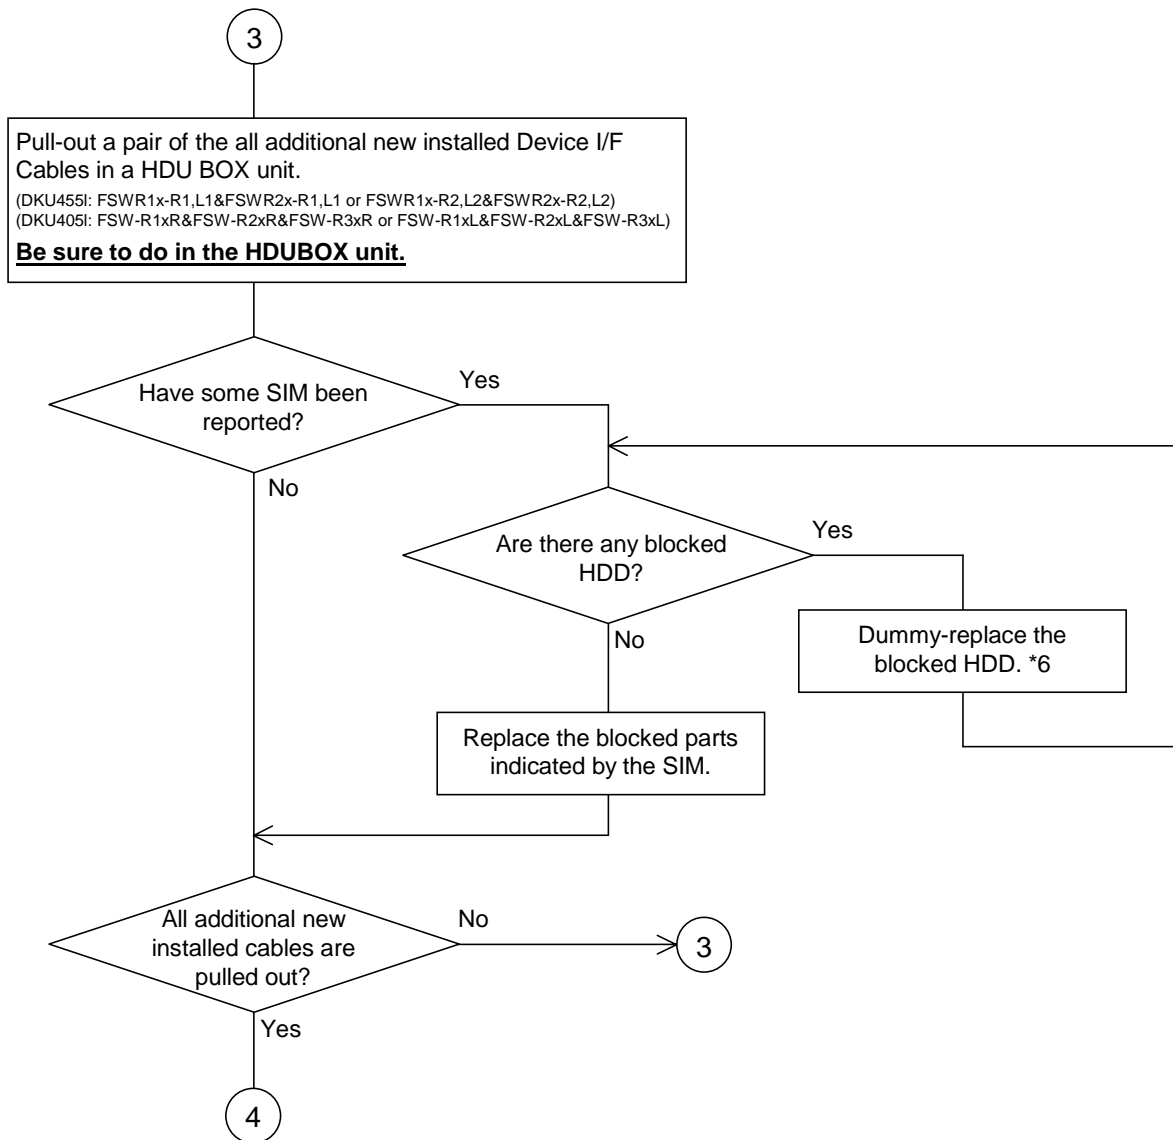 3
Pull-out a pair of the all additional new installed Device I/F
Cables in a HDU BOX unit.
(DKU455I: FSWR1x-R1,L1&FSWR2x-R1,L1 or FSWR1x-R2,L2&FSWR2x-R2,L2)
(DKU405I: FSW-R1xR&FSW-R2xR&FSW-R3xR or FSW-R1xL&FSW-R2xL&FSW-R3xL)
Be sure to do in the HDUBOX unit.
Have some SIM been
reported?
Yes
No
Are there any blocked
HDD?
Yes
No
Dummy-replace the
blocked HDD. *6
Replace the blocked parts
indicated by the SIM.
All additional new
installed cables are
pulled out?
No
3
Yes
4